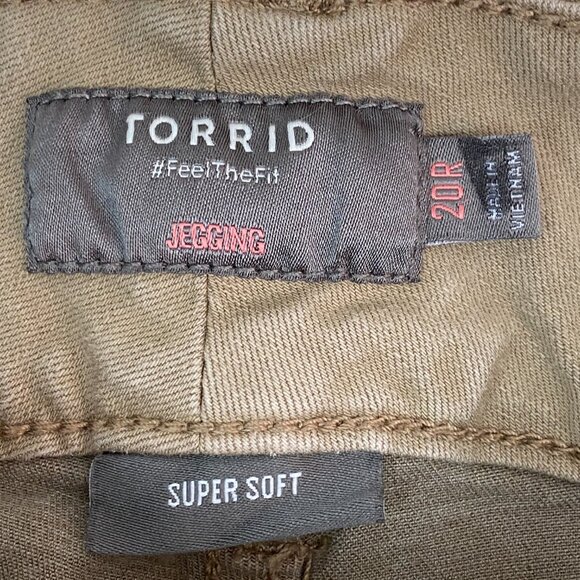 TORRID
#FeelTheFit
JEGGING
20R
MADE IN
VIETNAM
SUPER SOFT